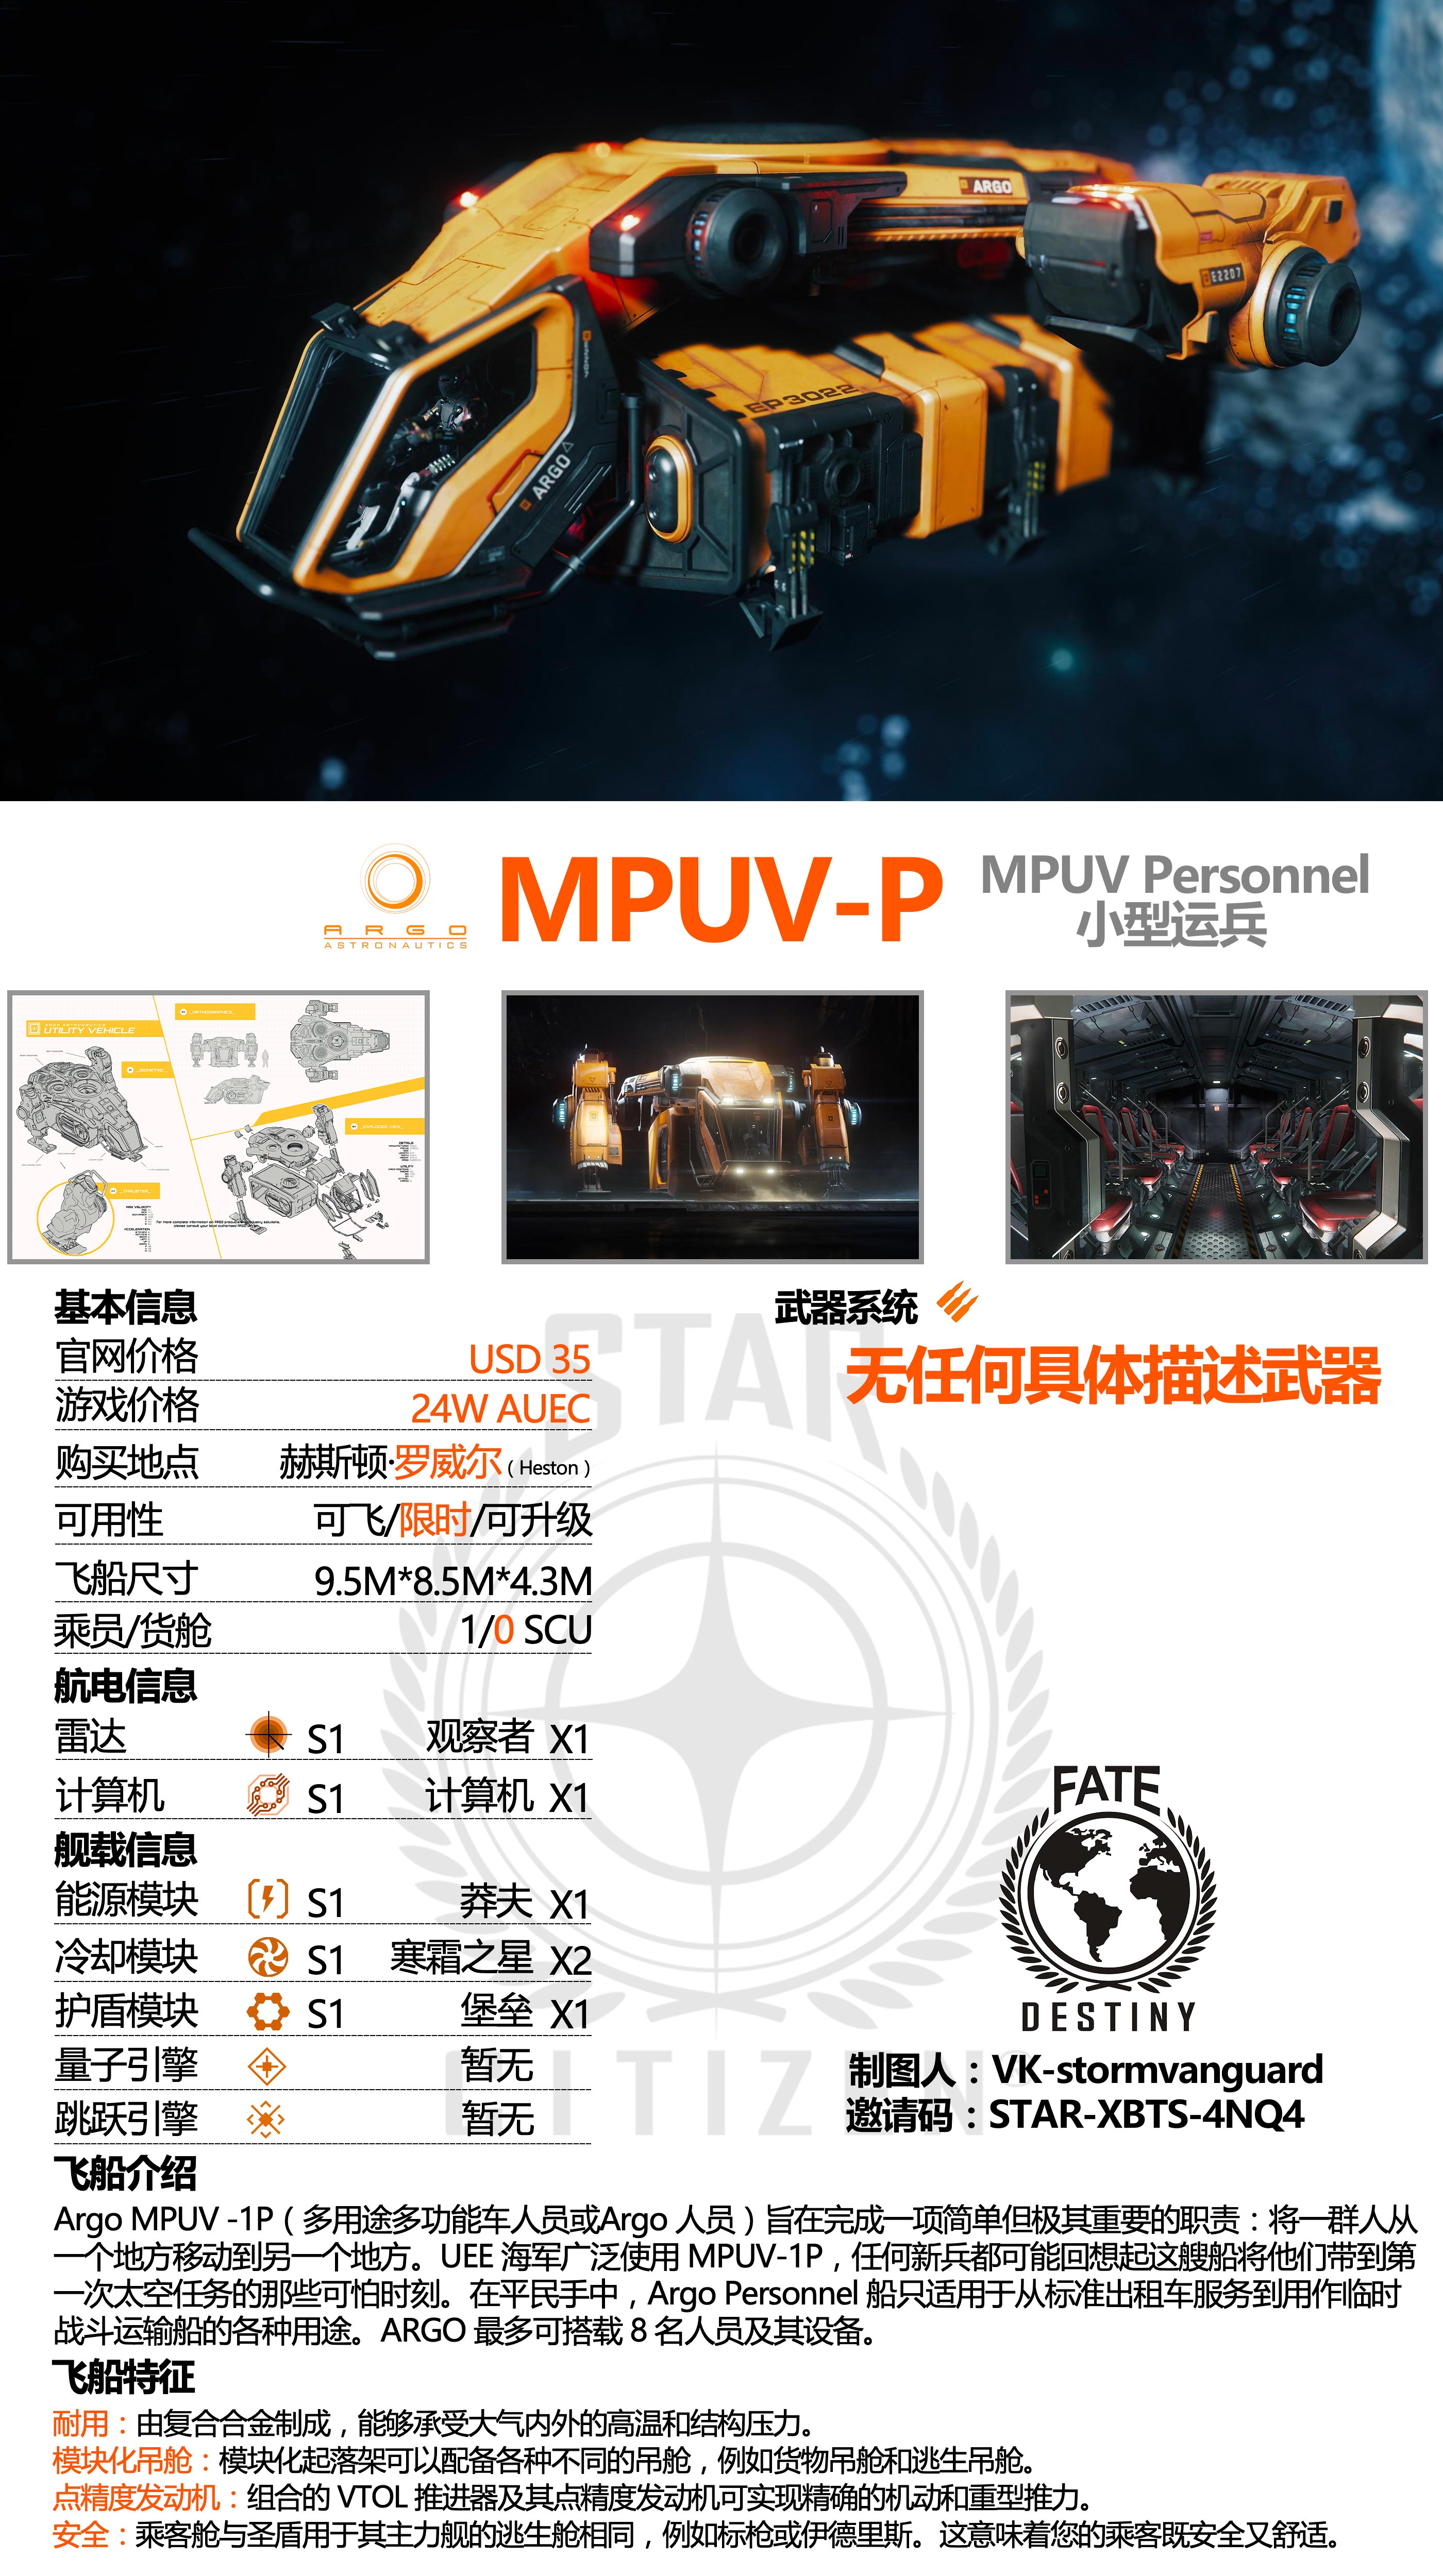 ARGO
E2207
EP3022
ARGO
ARGO
ASTRONAUTICS
MPUV-P
MPUV Personnel
小型运兵
UTILITY VEHICLE
基本信息
官网价格 USD 35
游戏价格 24W AUEC
购买地点 赫斯顿·罗威尔（Heston）
可用性 可飞/限时/可升级
飞船尺寸 9.5M*8.5M*4.3M
乘员/货舱 1/0 SCU
航电信息
雷达 S1 观察者 X1
计算机 S1 计算机 X1
舰载信息
能源模块 S1 莽夫 X1
冷却模块 S1 寒霜之星 X2
护盾模块 S1 堡垒 X1
量子引擎 暂无
跳跃引擎 暂无
武器系统
无任何具体描述武器
STAR
CITIZEN
FATE
DESTINY
制图人：VK-stormvanguard
邀请码：STAR-XBTS-4NQ4
飞船介绍
Argo MPUV -1P（多用途多功能车人员或Argo 人员）旨在完成一项简单但极其重要的职责：将一群人从
一个地方移动到另一个地方。UEE 海军广泛使用 MPUV-1P，任何新兵都可能回想起这艘船将他们带到第
一次太空任务的那些可怕时刻。在平民手中，Argo Personnel 船只适用于从标准出租车服务到用作临时
战斗运输船的各种用途。ARGO 最多可搭载 8 名人员及其设备。
飞船特征
耐用：由复合合金制成，能够承受大气内外的高温和结构压力。
模块化吊舱：模块化起落架可以配备各种不同的吊舱，例如货物吊舱和逃生吊舱。
点精度发动机：组合的 VTOL 推进器及其点精度发动机可实现精确的机动和重型推力。
安全：乘客舱与圣盾用于其主力舰的逃生舱相同，例如标枪或伊德里斯。这意味着您的乘客既安全又舒适。